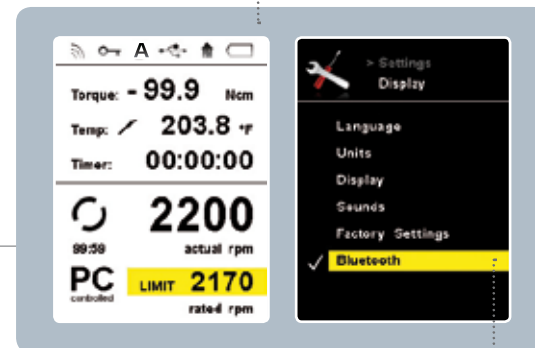 A
Torque: - 99.9 Ncm
Temp: 203.8 °F
Timer: 00:00:00
2200
99:59 actual rpm
PC LIMIT 2170
controlled
rated rpm
> Settings
Display
Language
Units
Display
Sounds
Factory Settings
✓ Bluetooth